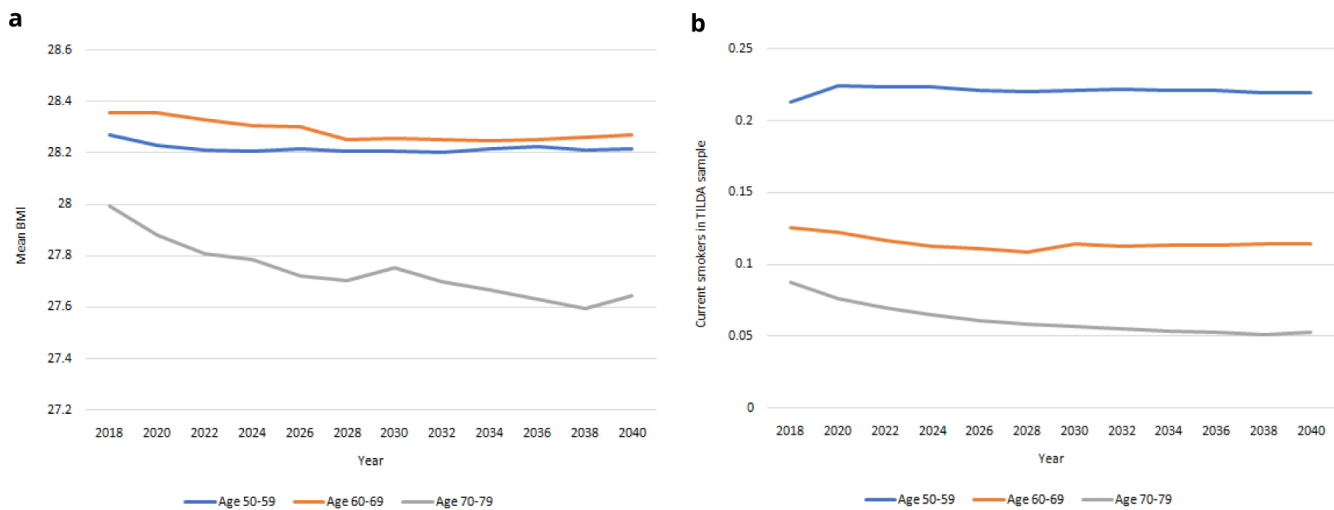 a
Mean BMI
28.6
28.4
28.2
28
27.8
27.6
27.4
27.2
2018 2020 2022 2024 2026 2028 2030 2032 2034 2036 2038 2040
Year
Age 50-59 Age 60-69 Age 70-79
b
Current smokers in TILDA sample
0.25
0.2
0.15
0.1
0.05
0
2018 2020 2022 2024 2026 2028 2030 2032 2034 2036 2038 2040
Year
Age 50-59 Age 60-69 Age 70-79